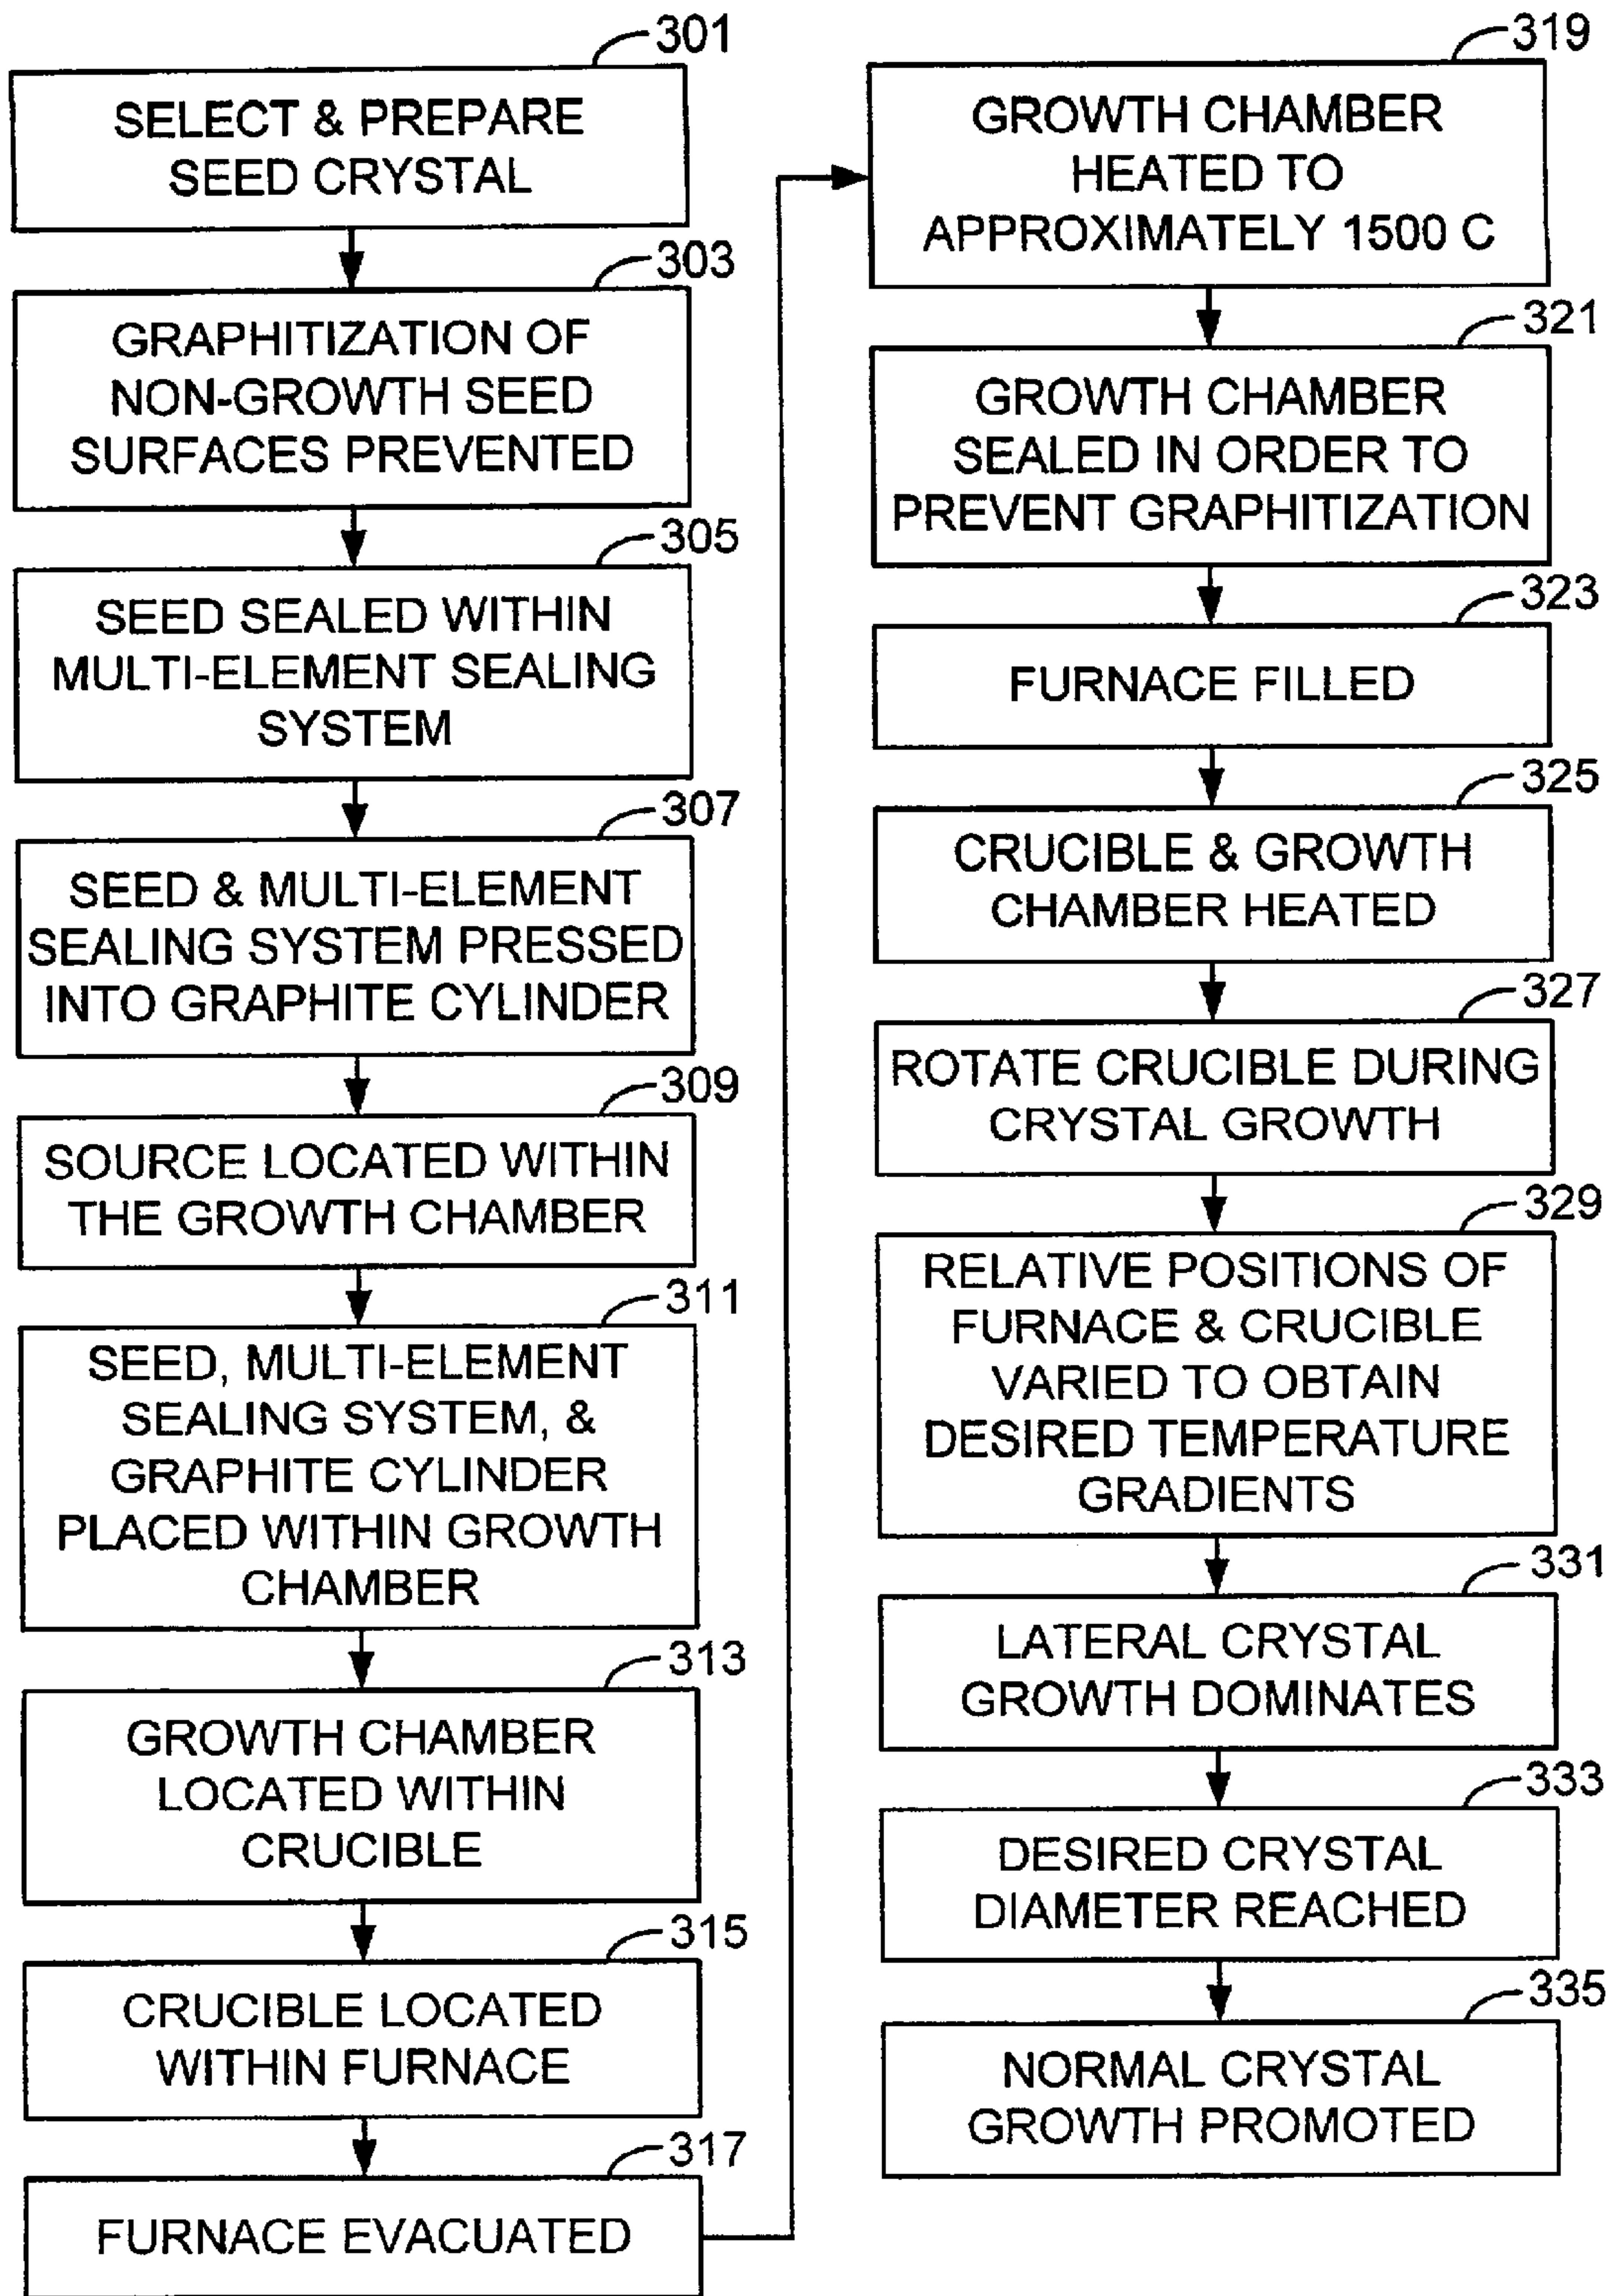 301
SELECT & PREPARE
SEED CRYSTAL
303
GRAPHITIZATION OF
NON-GROWTH SEED
SURFACES PREVENTED
305
SEED SEALED WITHIN
MULTI-ELEMENT SEALING
SYSTEM
307
SEED & MULTI-ELEMENT
SEALING SYSTEM PRESSED
INTO GRAPHITE CYLINDER
309
SOURCE LOCATED WITHIN
THE GROWTH CHAMBER
311
SEED, MULTI-ELEMENT
SEALING SYSTEM, &
GRAPHITE CYLINDER
PLACED WITHIN GROWTH
CHAMBER
313
GROWTH CHAMBER
LOCATED WITHIN
CRUCIBLE
315
CRUCIBLE LOCATED
WITHIN FURNACE
317
FURNACE EVACUATED
319
GROWTH CHAMBER
HEATED TO
APPROXIMATELY 1500 C
321
GROWTH CHAMBER
SEALED IN ORDER TO
PREVENT GRAPHITIZATION
323
FURNACE FILLED
325
CRUCIBLE & GROWTH
CHAMBER HEATED
327
ROTATE CRUCIBLE DURING
CRYSTAL GROWTH
329
RELATIVE POSITIONS OF
FURNACE & CRUCIBLE
VARIED TO OBTAIN
DESIRED TEMPERATURE
GRADIENTS
331
LATERAL CRYSTAL
GROWTH DOMINATES
333
DESIRED CRYSTAL
DIAMETER REACHED
335
NORMAL CRYSTAL
GROWTH PROMOTED